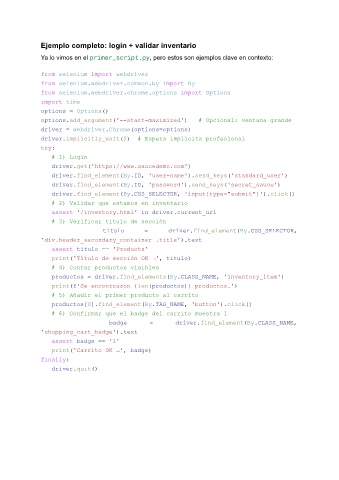 Ejemplo completo: login + validar inventario
Ya lo vimos en el primer_script.py, pero estos son ejemplos clave en contexto:
from selenium import webdriver
from selenium.webdriver.common.by import By
from selenium.webdriver.chrome.options import Options
import time
options = Options()
options.add_argument("--start-maximized")   # Opcional: ventana grande
driver = webdriver.Chrome(options=options)
driver.implicitly_wait(5)  # Espera implícita profesional
try:
# 1) Login
driver.get("https://www.saucedemo.com")
driver.find_element(By.ID, 'user-name').send_keys('standard_user')
driver.find_element(By.ID, 'password').send_keys('secret_sauce')
driver.find_element(By.CSS_SELECTOR, 'input[type="submit"]').click()
# 2) Validar que estamos en inventario
assert '/inventory.html' in driver.current_url
# 3) Verificar título de sección
titulo = driver.find_element(By.CSS_SELECTOR,
'div.header_secondary_container .title').text
assert titulo == 'Products'
print('Título de sección OK →', titulo)
# 4) Contar productos visibles
productos = driver.find_elements(By.CLASS_NAME, 'inventory_item')
print(f'Se encontraron {len(productos)} productos.')
# 5) Añadir el primer producto al carrito
productos[0].find_element(By.TAG_NAME, 'button').click()
# 6) Confirmar que el badge del carrito muestra 1
badge = driver.find_element(By.CLASS_NAME,
'shopping_cart_badge').text
assert badge == '1'
print('Carrito OK →', badge)
finally:
driver.quit()